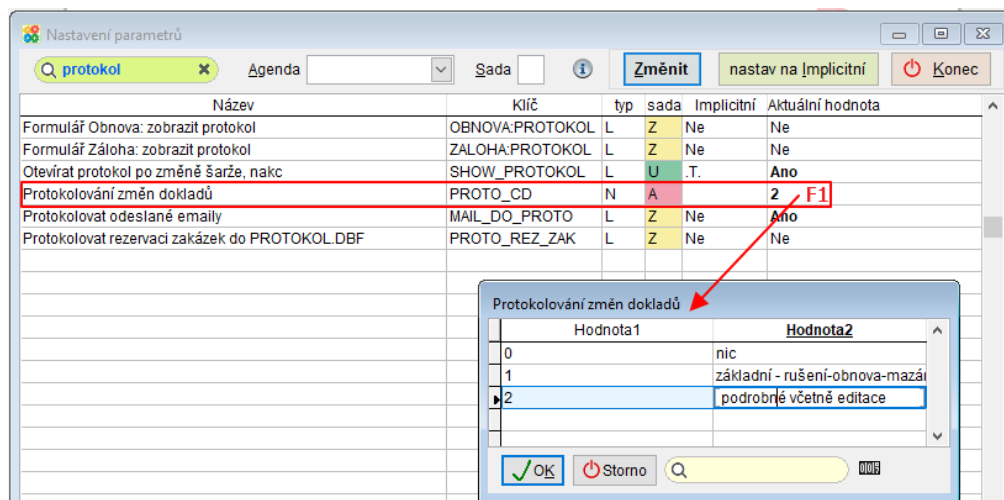 Nastavení parametrů
protokol Agenda Sada Změnit nastav na Implicitní Konec
Název Klíč typ sada Implicitní Aktuální hodnota
Formulář Obnova: zobrazit protokol OBNOVA:PROTOKOL L Z Ne Ne
Formulář Záloha: zobrazit protokol ZALOHA:PROTOKOL L Z Ne Ne
Otevírat protokol po změně šarže, nakc SHOW_PROTOKOL L U .T. Ano
Protokolování změn dokladů PROTO_CD N A 2 F1
Protokolovat odeslané emaily MAIL_DO_PROTO L Z Ne Ano
Protokolovat rezervaci zakázek do PROTOKOL.DBF PROTO_REZ_ZAK L Z Ne Ne
Protokolování změn dokladů
Hodnota1 Hodnota2
0 nic
1 základní - rušení-obnova-mazái
2 podrobné včetně editace
OK Storno